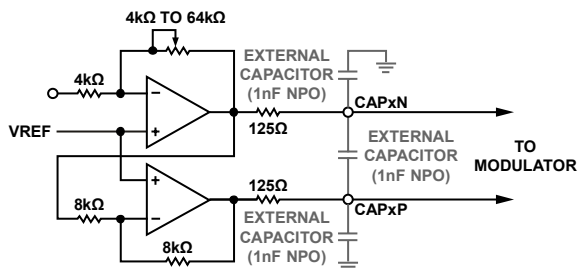 4kΩ TO 64kΩ
4kΩ
EXTERNAL
CAPACITOR
(1nF NPO)
CAPxN
VREF
125Ω
EXTERNAL
CAPACITOR
(1nF NPO)
TO
MODULATOR
125Ω
8kΩ
CAPxP
EXTERNAL
CAPACITOR
(1nF NPO)
8kΩ